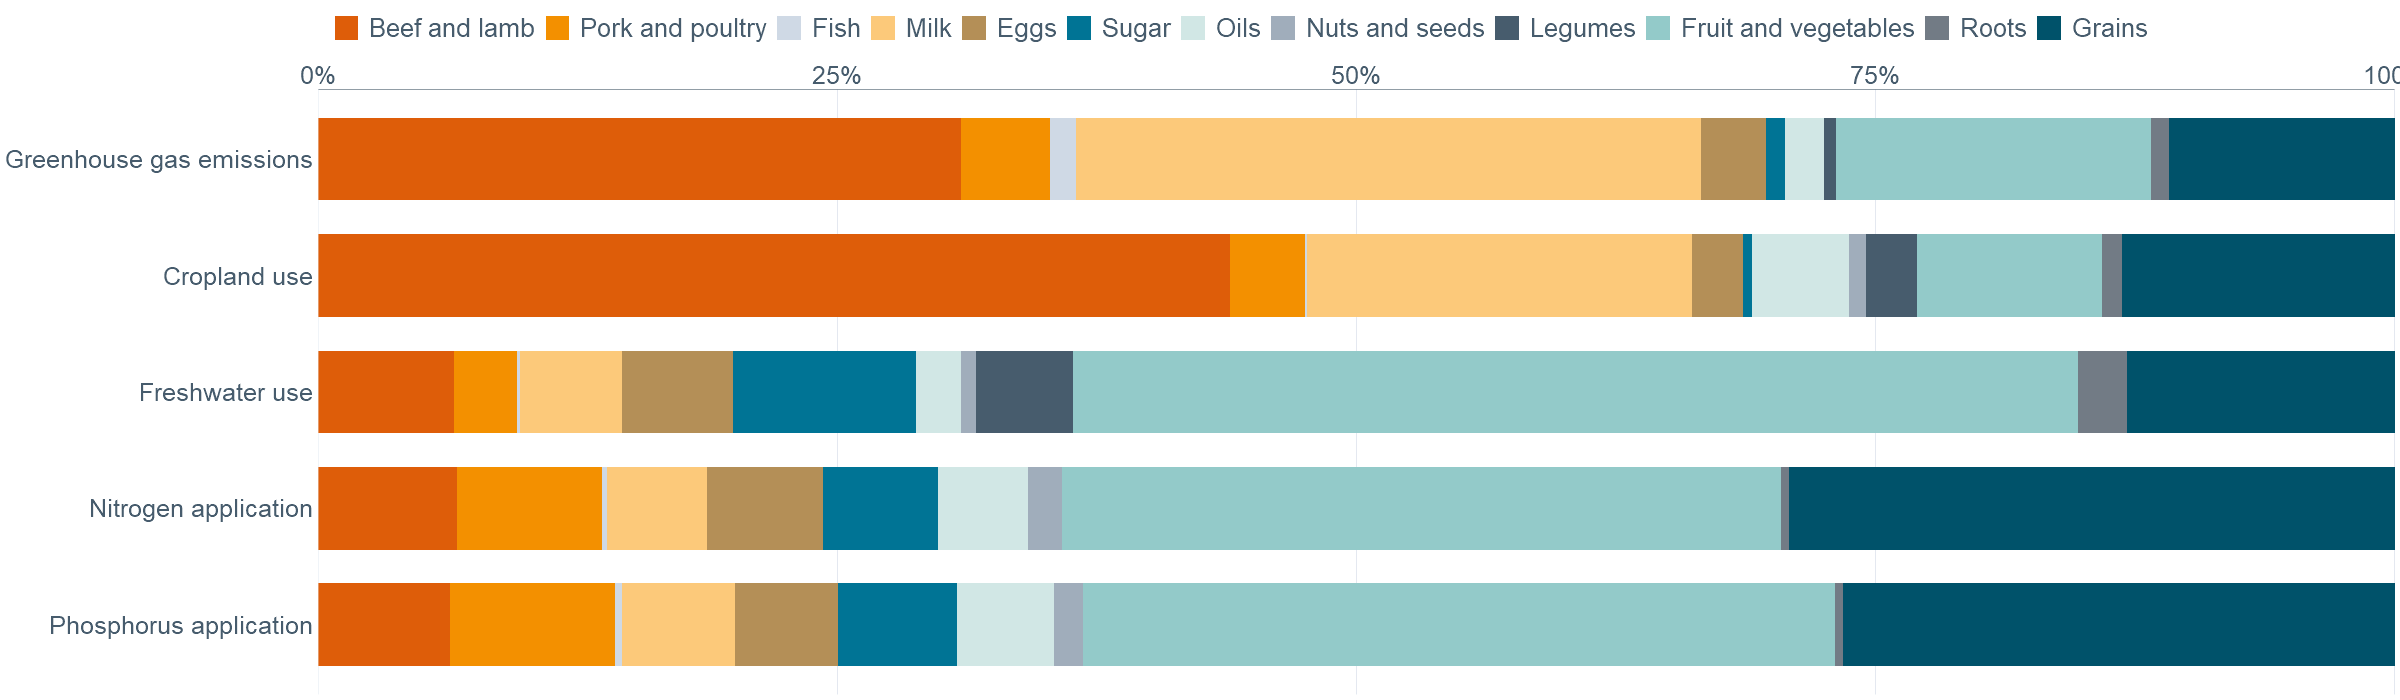 Beef and lamb Pork and poultry Fish Milk Eggs Sugar Oils Nuts and seeds Legumes Fruit and vegetables Roots Grains
0% 25% 50% 75% 100
Greenhouse gas emissions
Cropland use
Freshwater use
Nitrogen application
Phosphorus application